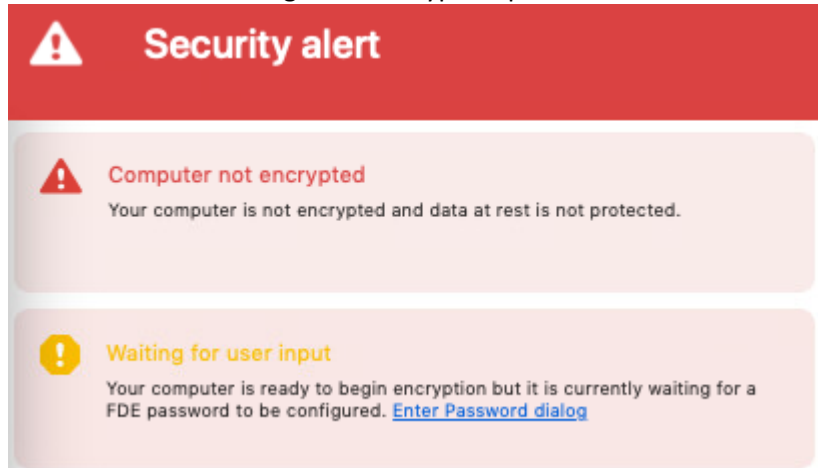 Security alert
Computer not encrypted
Your computer is not encrypted and data at rest is not protected.
Waiting for user input
Your computer is ready to begin encryption but it is currently waiting for a
FDE password to be configured. Enter Password dialog